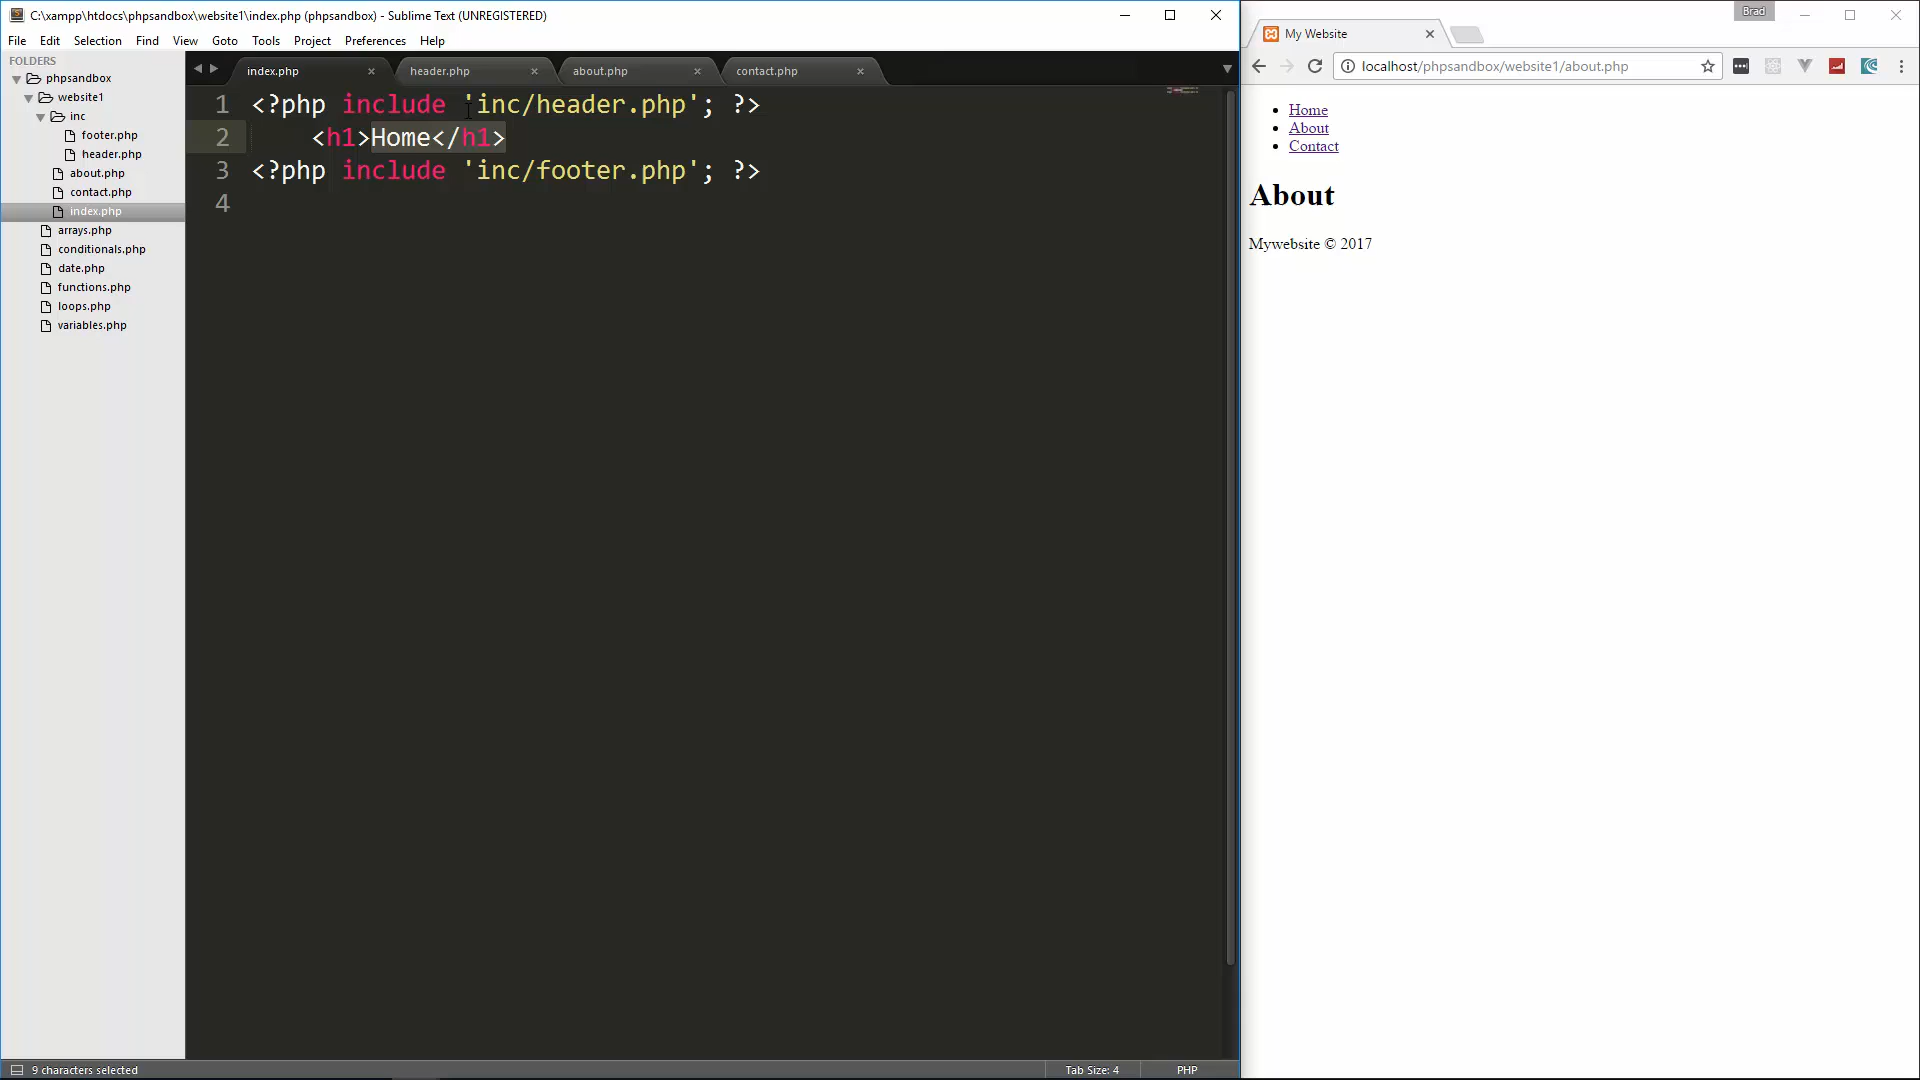 C:\xampp\htdocs\phpsandbox\website1\index.php (phpsandbox) - Sublime Text (UNREGISTERED)
File Edit Selection Find View Goto Tools Project Preferences Help
FOLDERS
phpsandbox
website1
inc
footer.php
header.php
about.php
contact.php
index.php
arrays.php
conditionals.php
date.php
functions.php
loops.php
variables.php
index.php header.php about.php contact.php
1 <?php include 'inc/header.php'; ?>
2 <h1>Home</h1>
3 <?php include 'inc/footer.php'; ?>
4
9 characters selected
Tab Size: 4 PHP
Brad
My Website
localhost/phpsandbox/website1/about.php
Home
About
Contact
About
Mywebsite © 2017